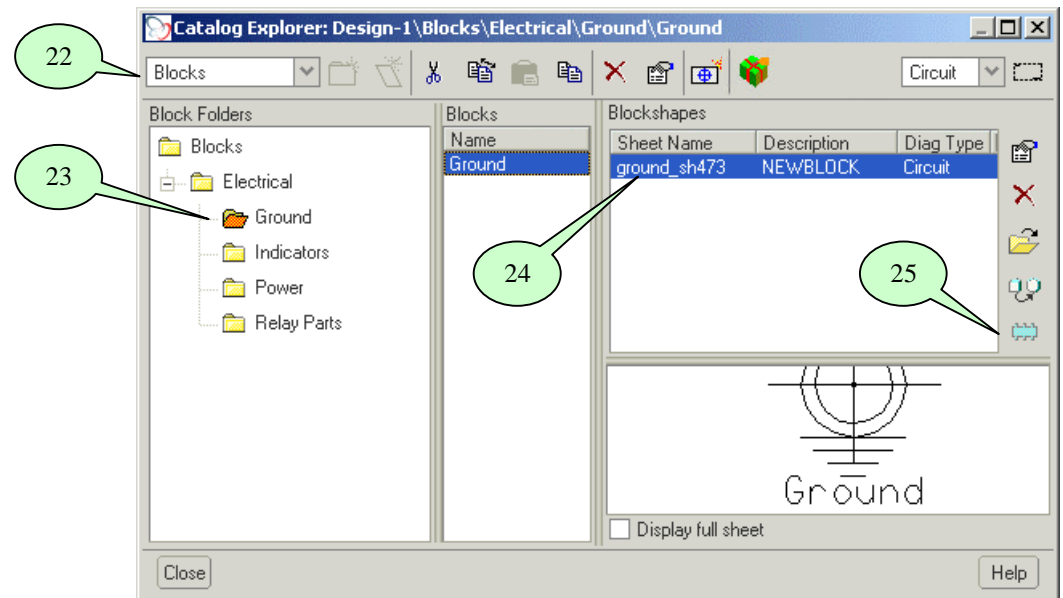 Catalog Explorer: Design-1\Blocks\Electrical\Ground\Ground
22
Blocks
Circuit
Block Folders
Blocks
Electrical
Ground
Indicators
Power
Relay Parts
23
Blocks
Name
Ground
Blockshapes
Sheet Name Description Diag Type
ground_sh473 NEWBLOCK Circuit
24
25
Ground
Display full sheet
Close
Help